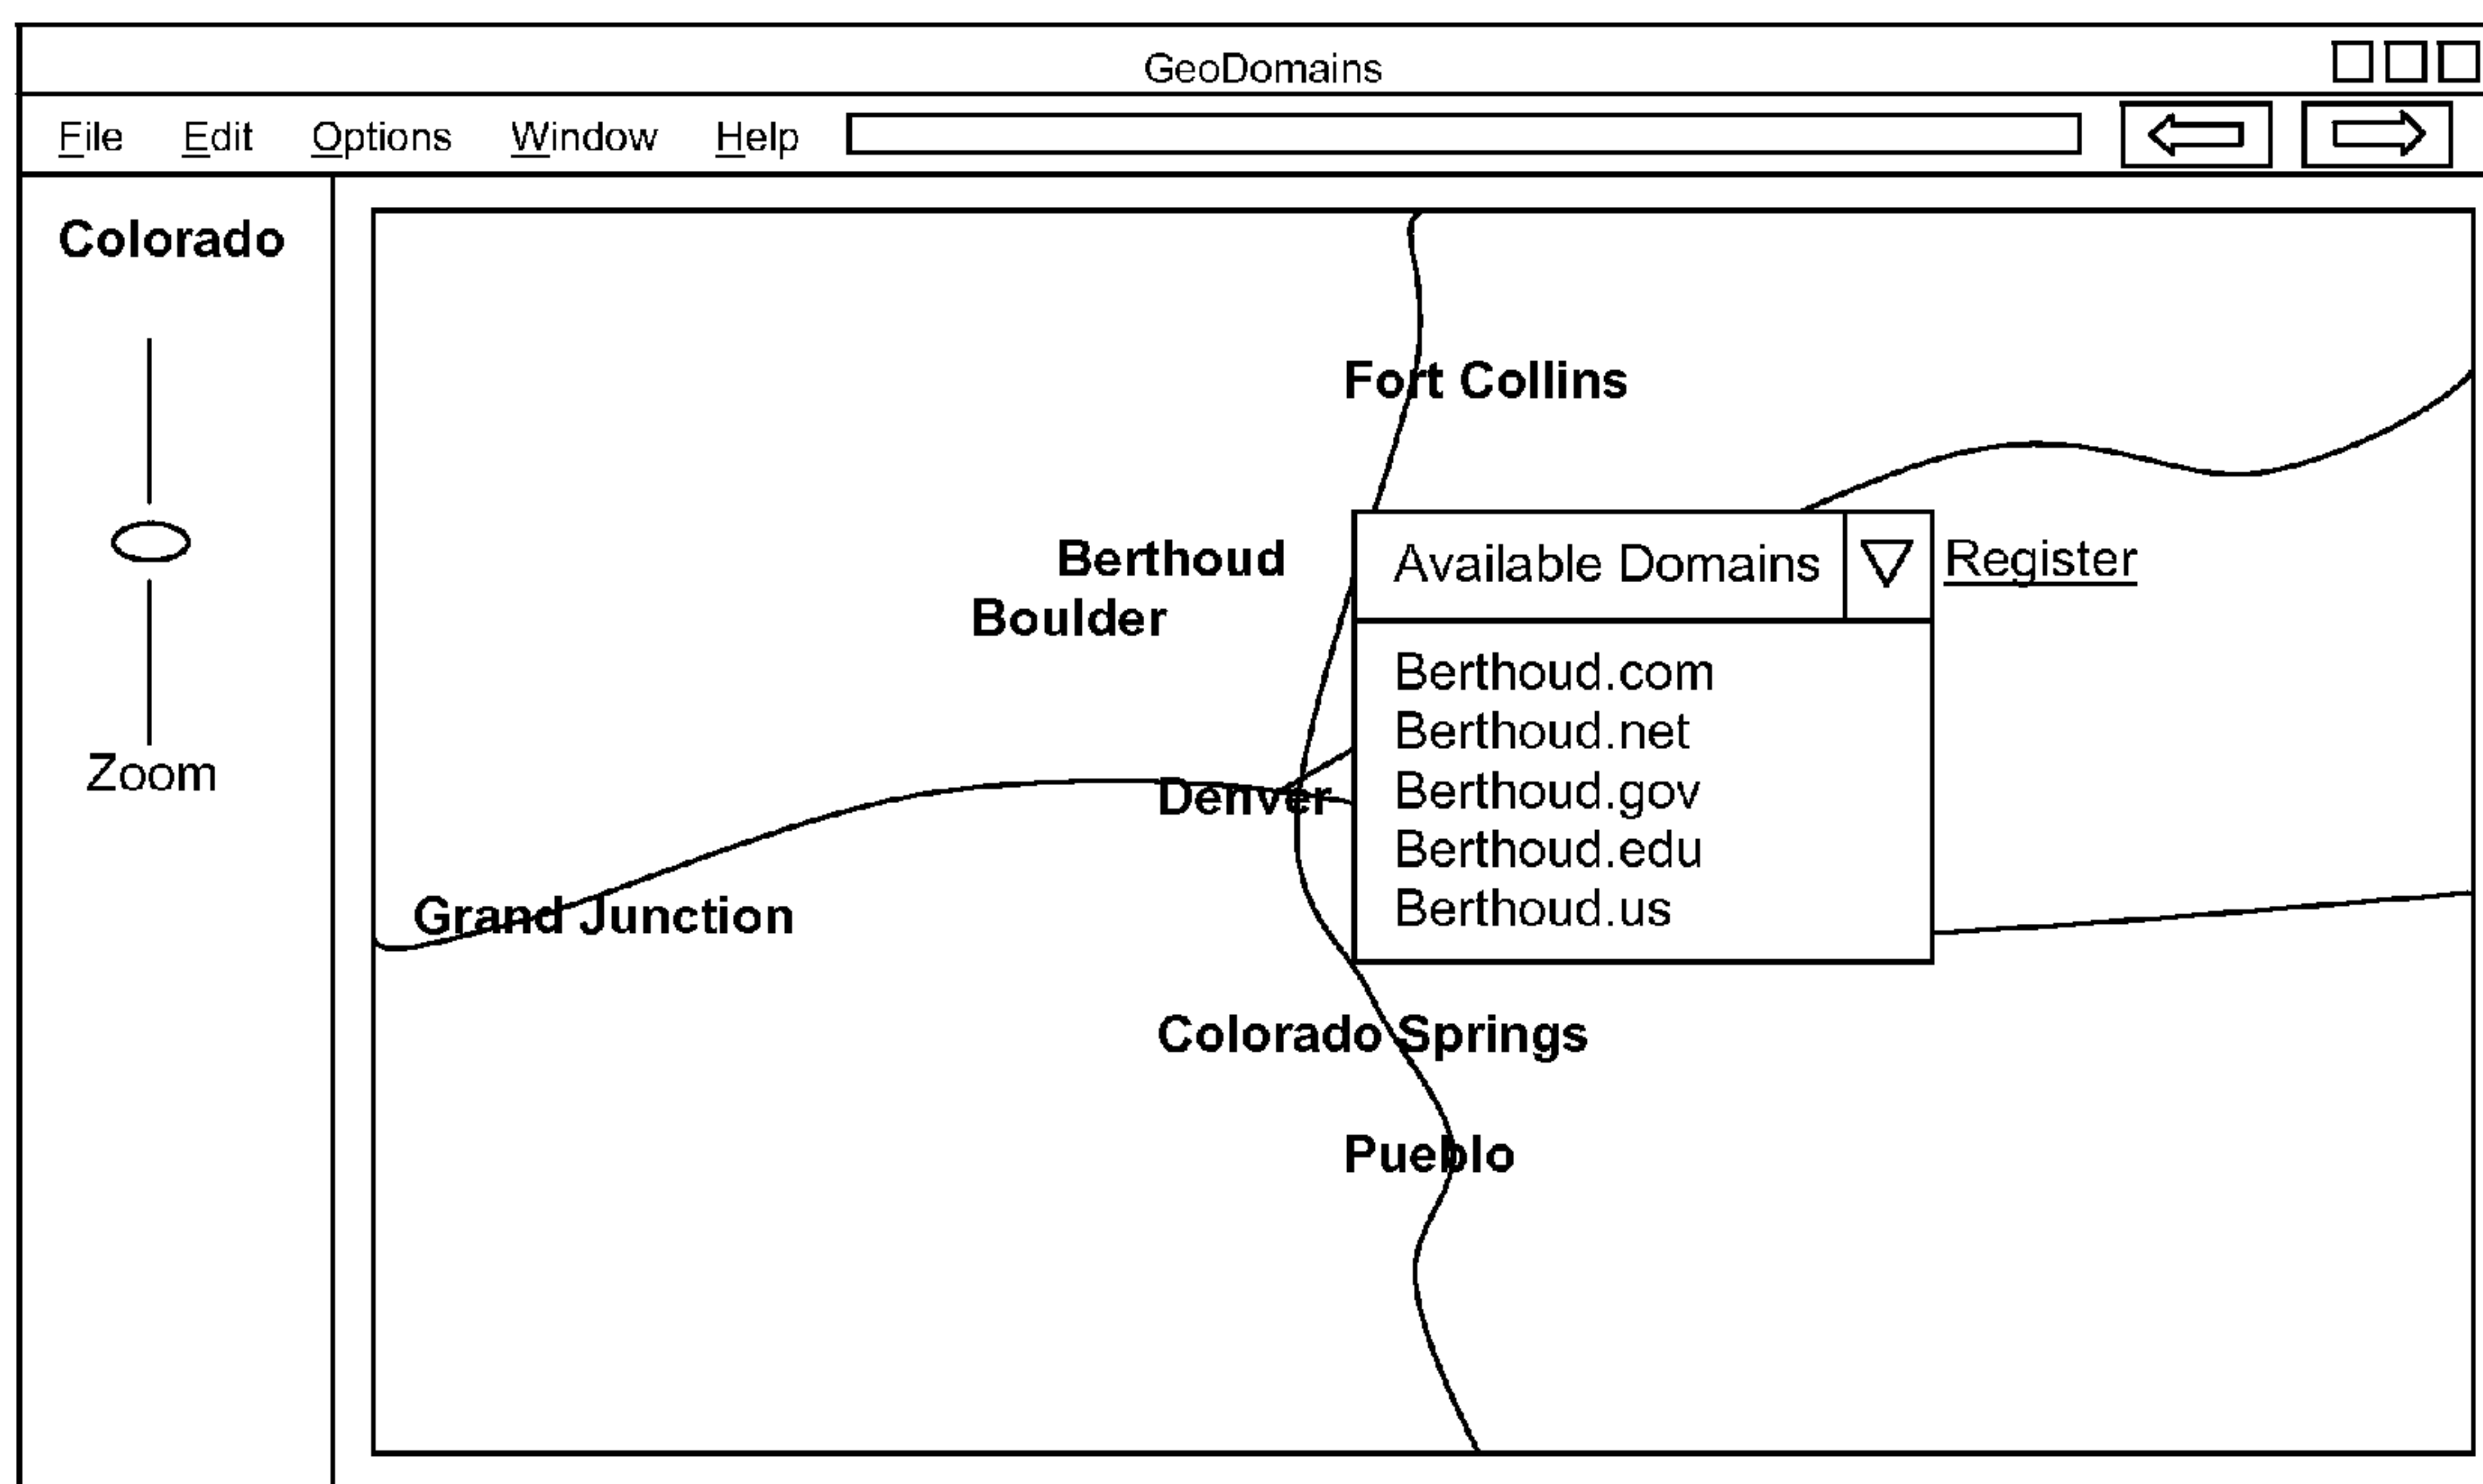 GeoDomains
File Edit Options Window Help
Colorado
Zoom
Fort Collins
Berthoud
Boulder
Available Domains
Register
Berthoud.com
Berthoud.net
Berthoud.gov
Berthoud.edu
Berthoud.us
Denver
Grand Junction
Colorado Springs
Pueblo